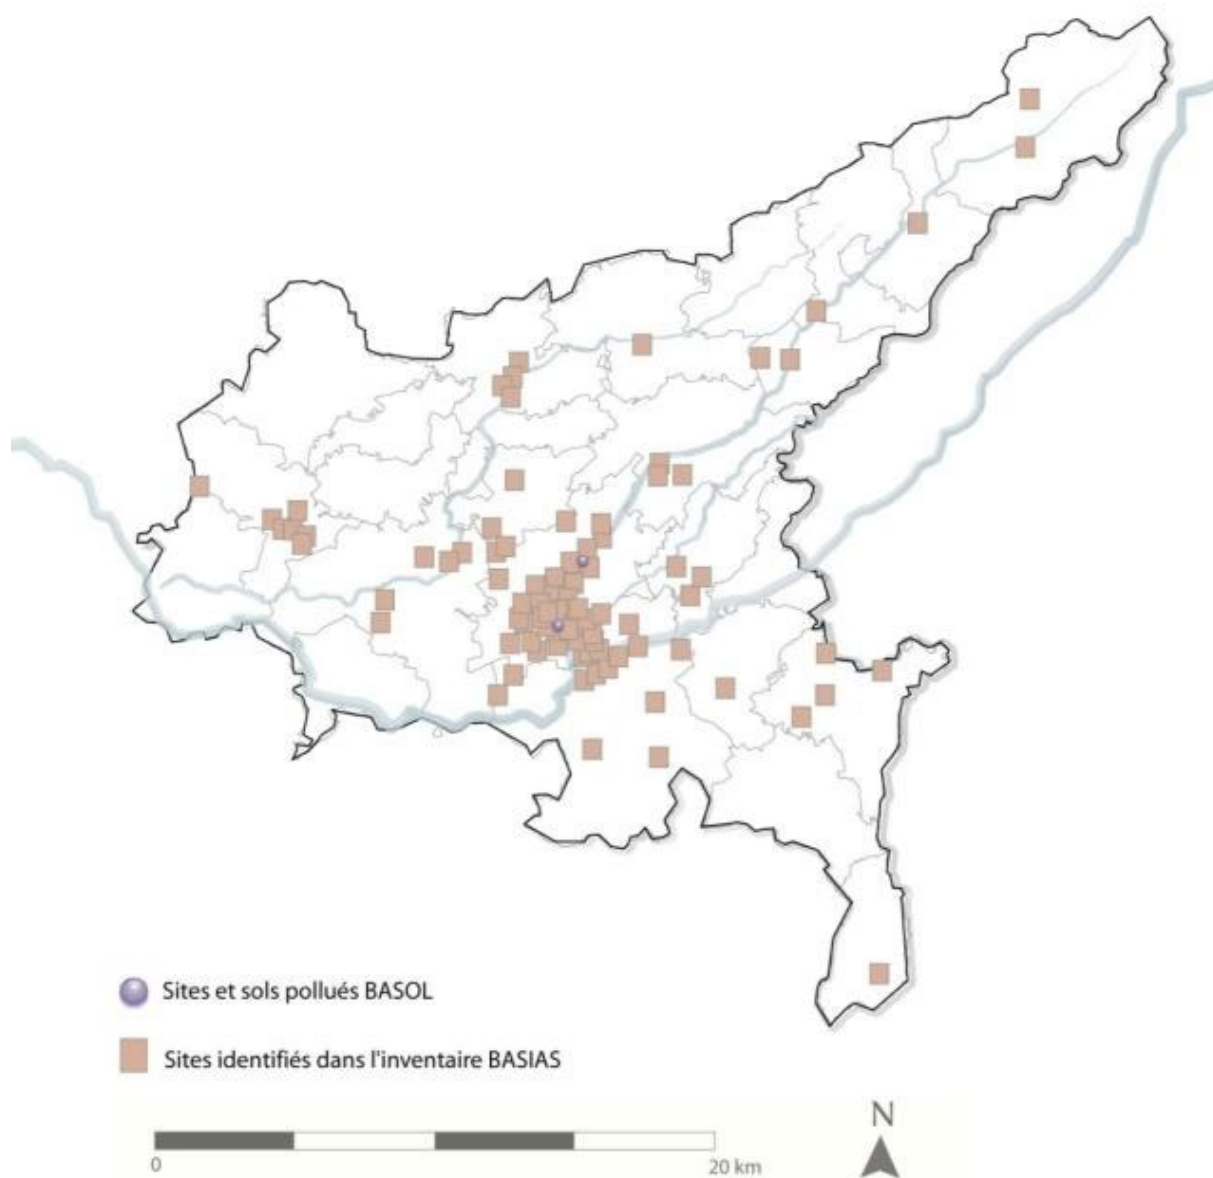 Sites et sols pollués BASOL
Sites identifiés dans l'inventaire BASIAS
N
0 20 km